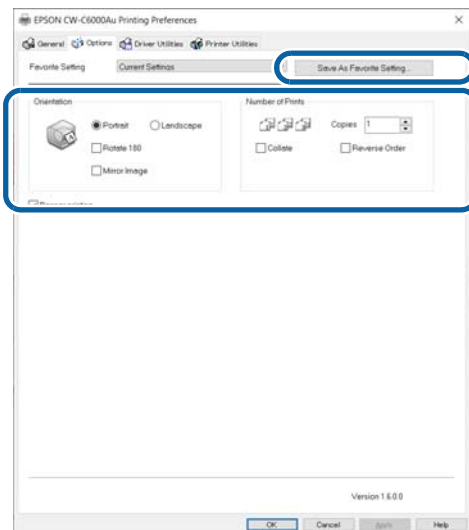 EPSON CW-C6000Au Printing Preferences
General Options Driver Utilities Printer Utilities
Favorite Setting Current Settings Save As Favorite Setting...
Orientation Number of Prints
Portrait Landscape Copies 1
Rotate 180 Collate Reverse Order
Mirror Image
Version 1.6.0.0
OK Cancel Apply Help